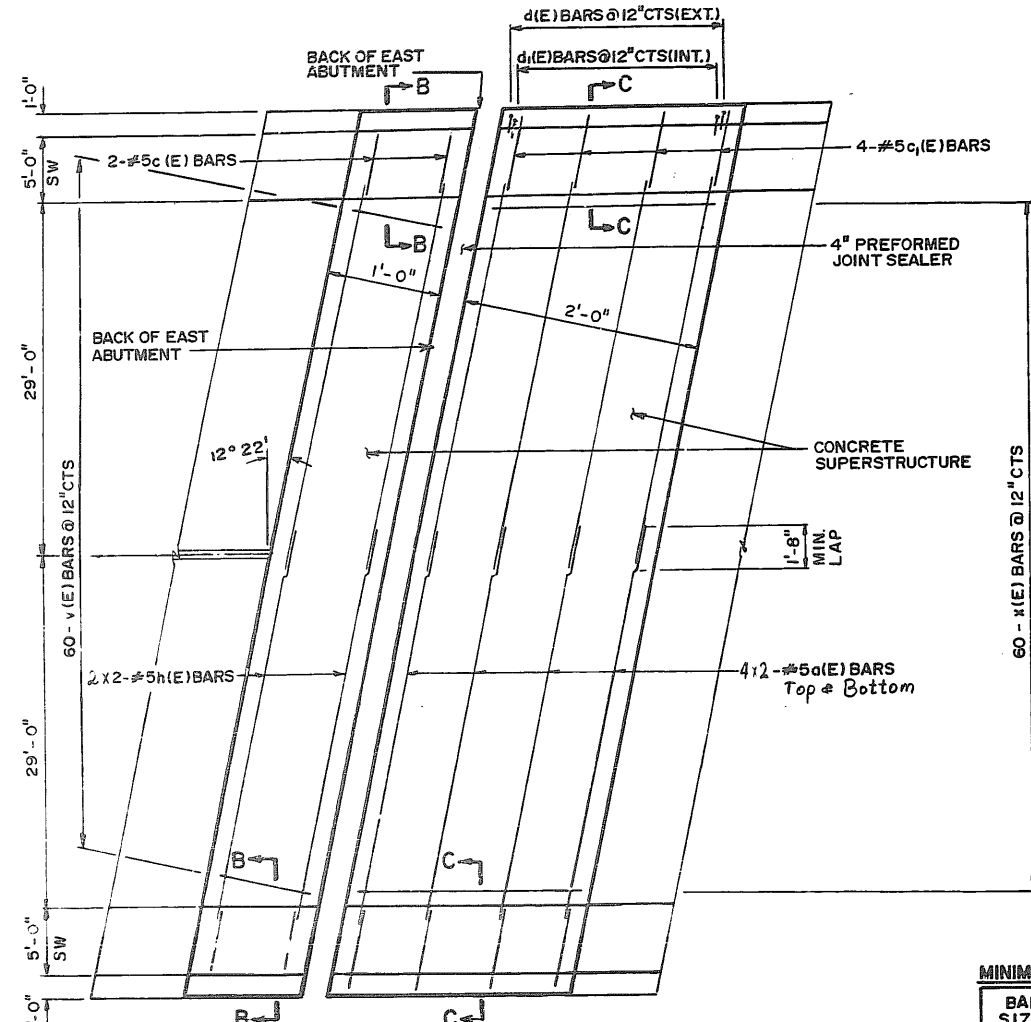 d(E) BARS @ 12" CTS (EXT.)
d₁(E) BARS @ 12" CTS (INT.)
BACK OF EAST
ABUTMENT
B
C
1'-0"
5'-0"
SW
2-#5c(E) BARS
4-#5c₁(E) BARS
B
C
4" PREFORMED
JOINT SEALER
1'-0"
2'-0"
BACK OF EAST
ABUTMENT
29'-0"
12° 22'
CONCRETE
SUPERSTRUCTURE
60 - v(E) BARS @ 12" CTS
1'-8"
MIN.
LAP
60 - x(E) BARS @ 12" CTS
2x2-#5h(E) BARS
4x2-#5a(E) BARS
Top & Bottom
29'-0"
B
C
5'-0"
SW
MINIM
BA
SIZ
-0"
B
C